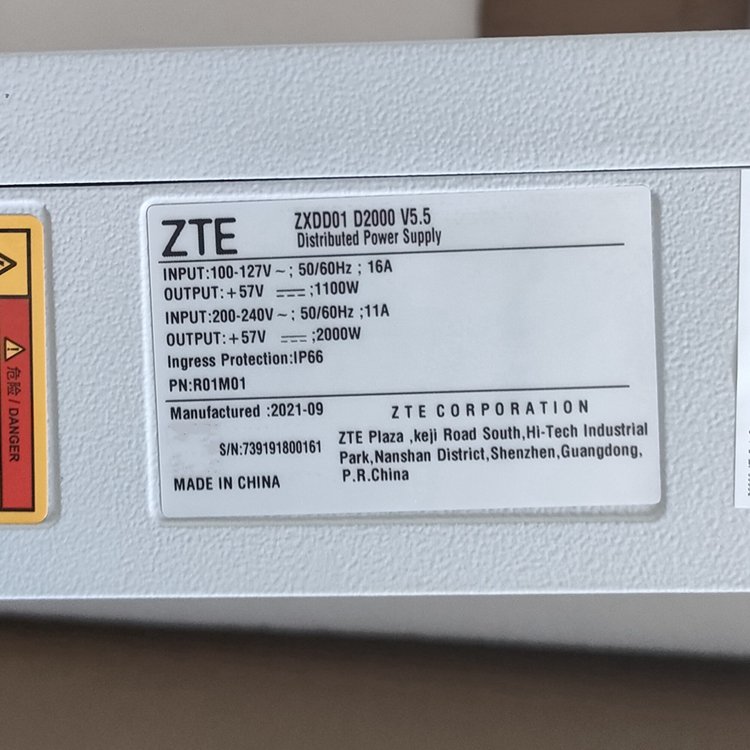 ZTE
ZXDD01 D2000 V5.5
Distributed Power Supply
INPUT:100-127V ~; 50/60Hz ; 16A
OUTPUT:+57V ⎓;1100W
INPUT:200-240V ~; 50/60Hz ;11A
OUTPUT:+57V ⎓;2000W
Ingress Protection:IP66
PN:R01M01
Manufactured :2021-09
S/N:739191800161
MADE IN CHINA
ZTE CORPORATION
ZTE Plaza ,keji Road South,Hi-Tech Industrial
Park,Nanshan District,Shenzhen,Guangdong,
P.R.China
危险 / DANGER